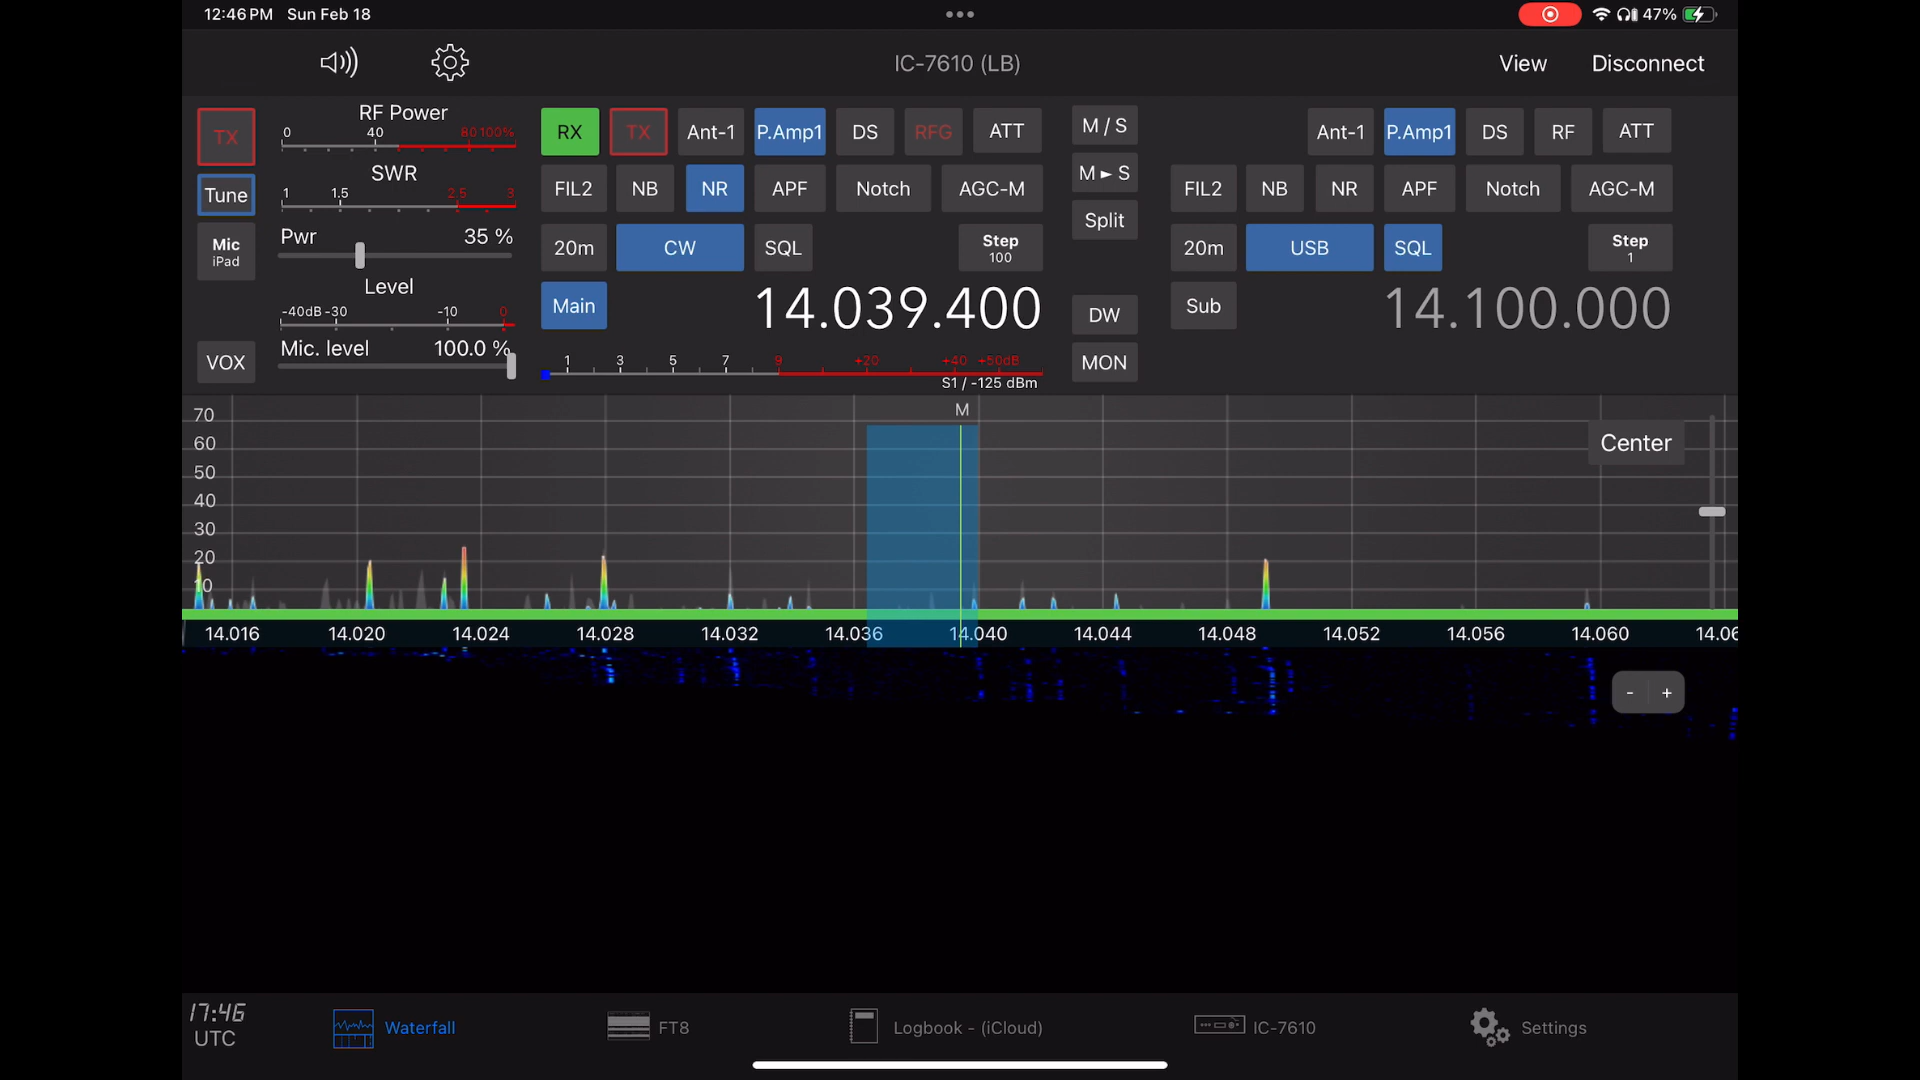 12:46 PM Sun Feb 18
47%
IC-7610 (LB)
View Disconnect
TX
RF Power
0 40 80 100%
Tune
SWR
1 1.5 2.5 3
Mic
iPad
Pwr 35 %
Level
-40dB -30 -10 0
VOX
Mic. level 100.0 %
RX TX Ant-1 P.Amp1 DS RFG ATT
FIL2 NB NR APF Notch AGC-M
20m CW SQL Step
100
Main 14.039.400
1 3 5 7 9 +20 +40 +50dB
S1 / -125 dBm
M / S
M ► S
Split
DW
MON
Ant-1 P.Amp1 DS RF ATT
FIL2 NB NR APF Notch AGC-M
20m USB SQL Step
1
Sub 14.100.000
M
Center
70
60
50
40
30
20
10
14.016 14.020 14.024 14.028 14.032 14.036 14.040 14.044 14.048 14.052 14.056 14.060 14.06
- +
17:46
UTC
Waterfall
FT8
Logbook - (iCloud)
IC-7610
Settings